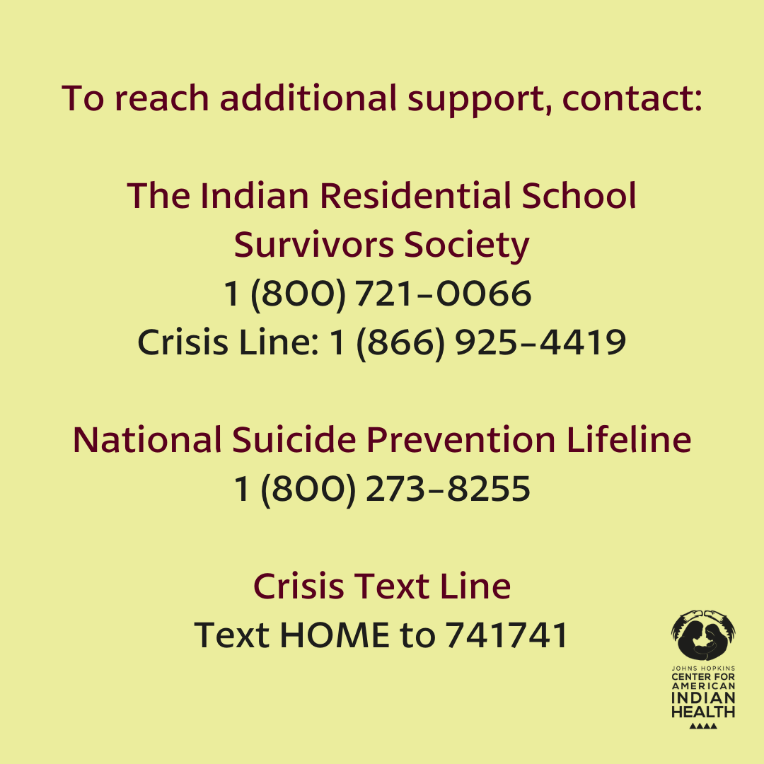 To reach additional support, contact:
The Indian Residential School
Survivors Society
1 (800) 721-0066
Crisis Line: 1 (866) 925-4419
National Suicide Prevention Lifeline
1 (800) 273-8255
Crisis Text Line
Text HOME to 741741
JOHNS HOPKINS
CENTER FOR
AMERICAN
INDIAN
HEALTH